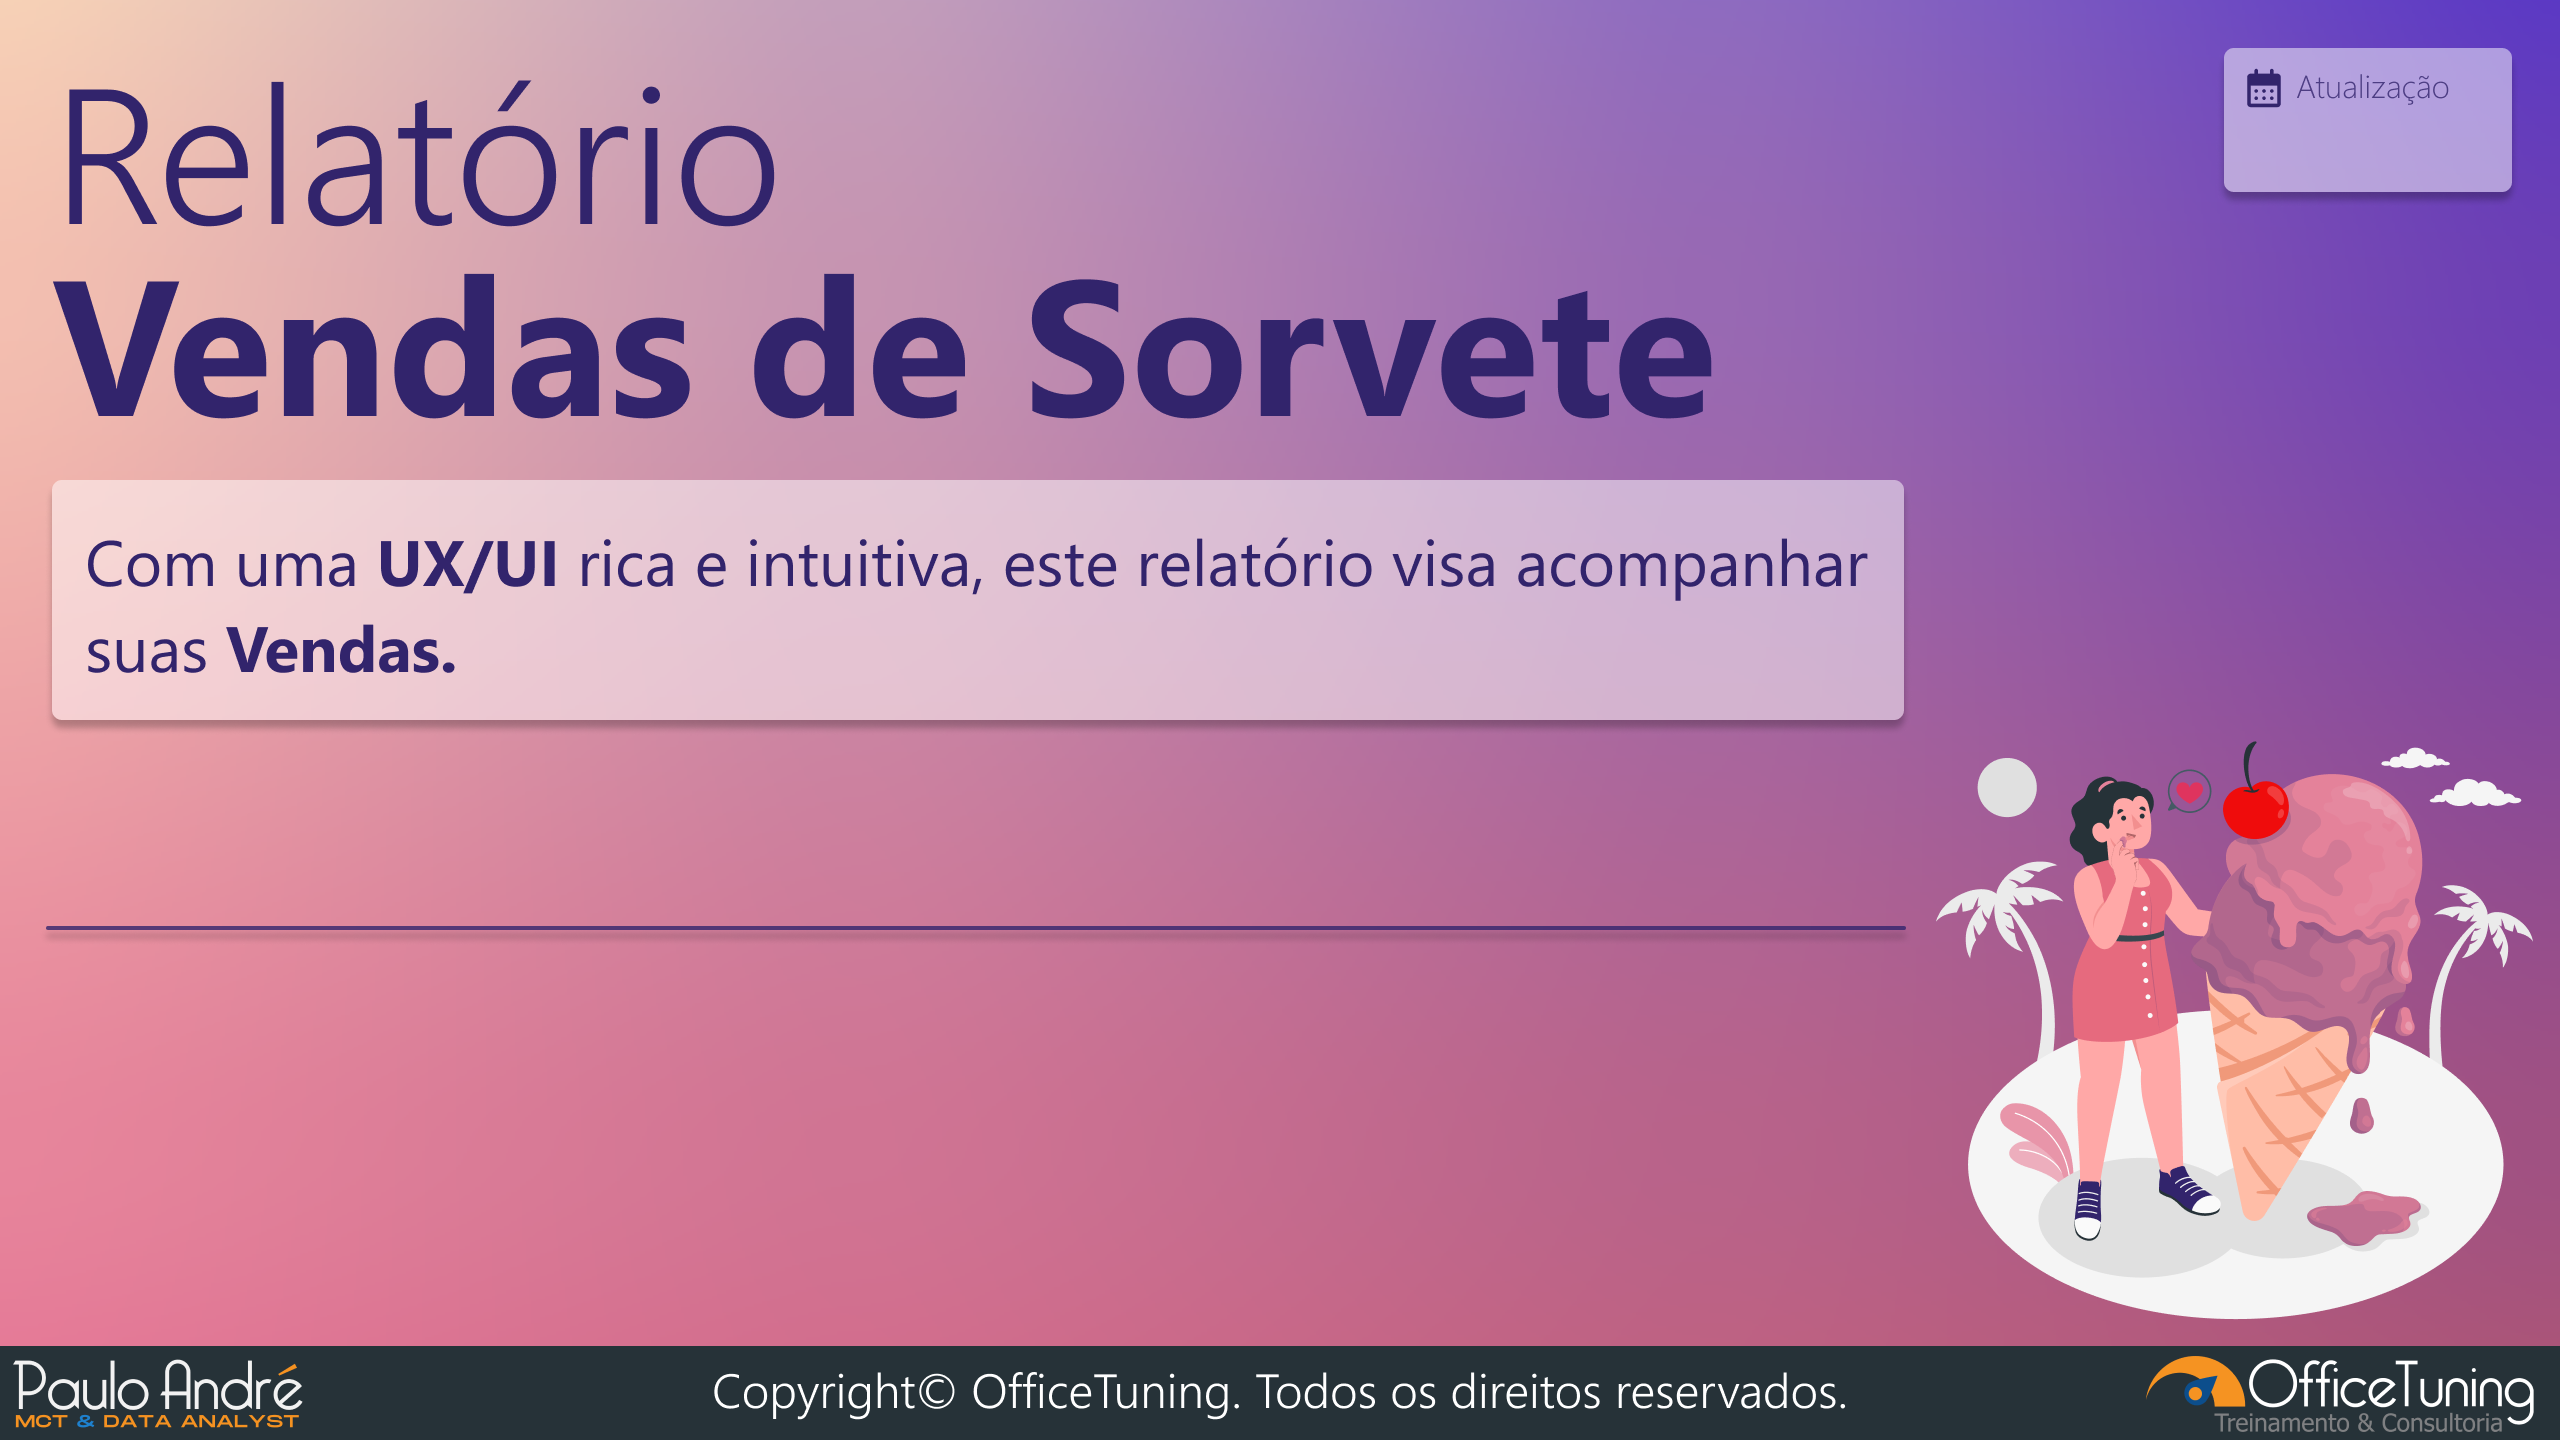 Relatório
Vendas de Sorvete
Atualização
Com uma UX/UI rica e intuitiva, este relatório visa acompanhar
suas Vendas.
Paulo André
MCT & DATA ANALYST
Copyright© OfficeTuning. Todos os direitos reservados.
OfficeTuning
Treinamento & Consultoria